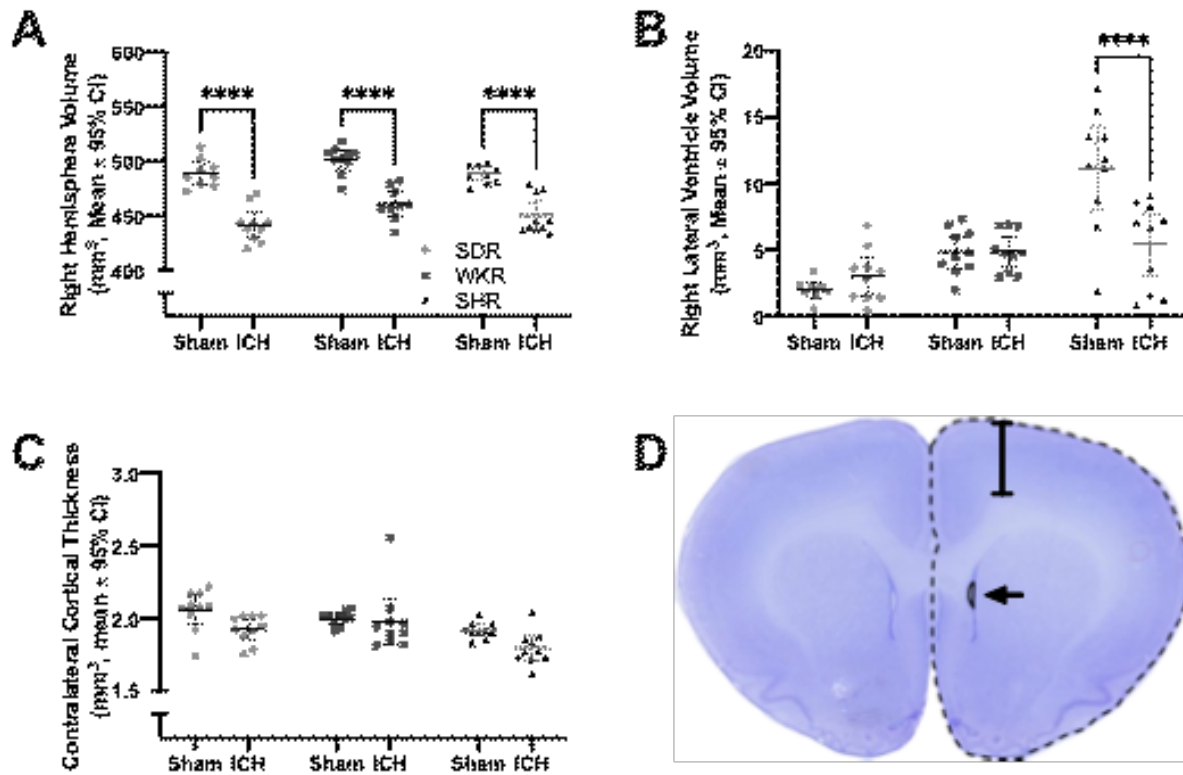 A
Right Hemisphere Volume
(mm³, Mean ± 95% CI)
600
550
500
450
400
****
****
****
SDR
WKR
SHR
Sham ICH
Sham ICH
Sham ICH
B
Right Lateral Ventricle Volume
(mm³, Mean ± 95% CI)
20
15
10
5
0
****
Sham ICH
Sham ICH
Sham ICH
C
Contralateral Cortical Thickness
(mm³, mean ± 95% CI)
3.0
2.5
2.0
1.5
Sham ICH
Sham ICH
Sham ICH
D